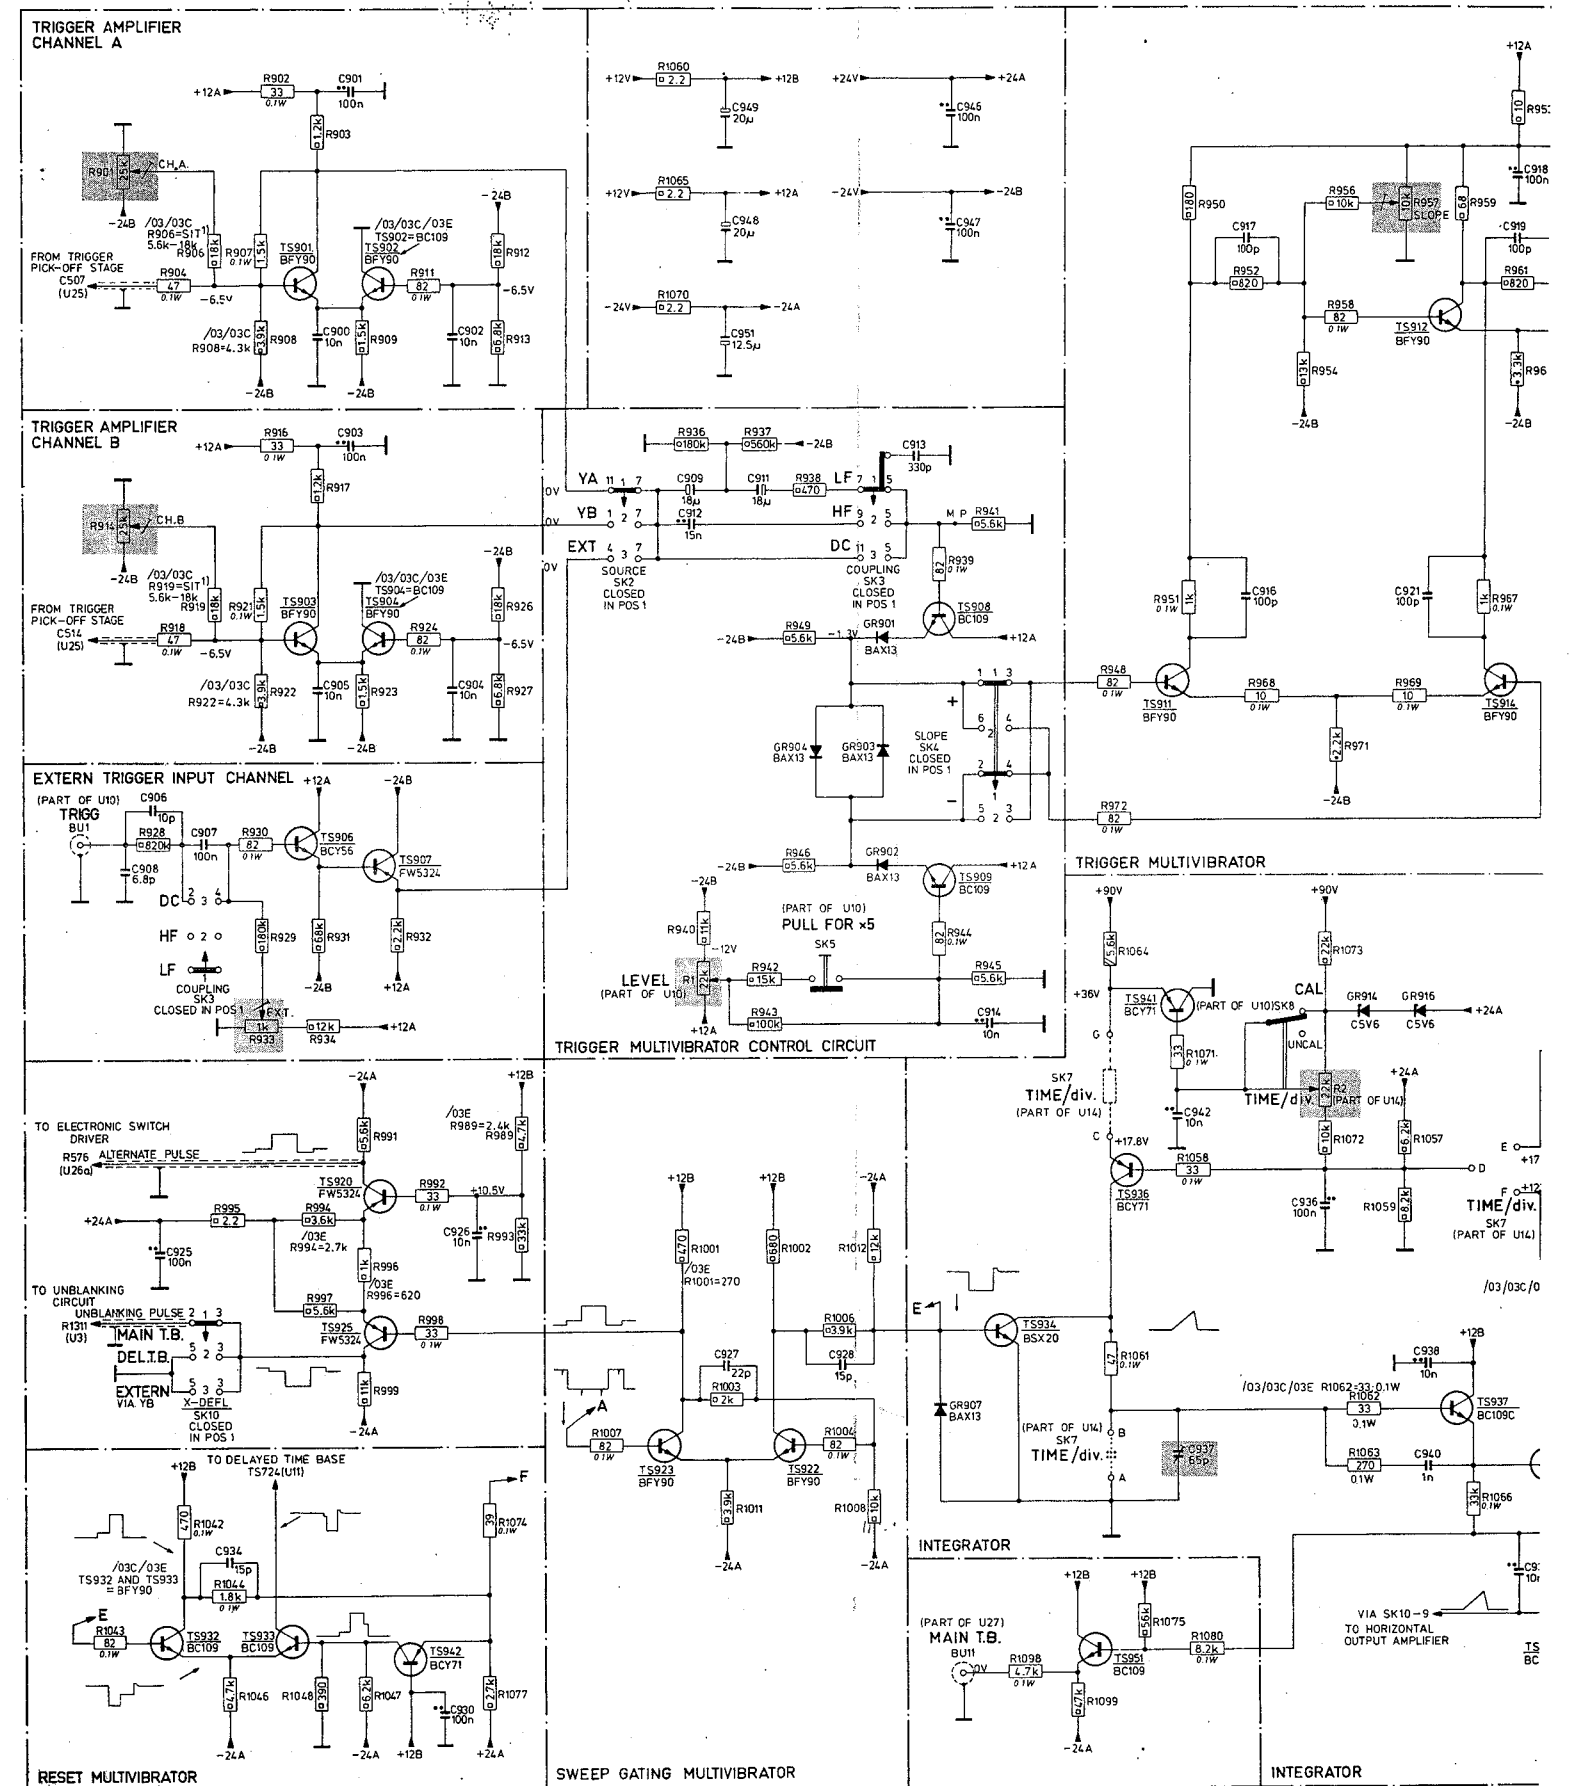 TRIGGER AMPLIFIER
CHANNEL A
+12A
R902
33
0.1W
C901
100n
1.2k
R903
R901
25k
CH.A.
-24B
/03/03C
R906=SIT 1)
5.6k-18k
R906
18k
R907
0.1W
1.5k
TS901
BFY90
/03/03C/03E
TS902=BC109
TS902
BFY90
-24B
18k
R912
R911
82
0.1W
-6.5V
FROM TRIGGER
PICK-OFF STAGE
C507
(U25)
R904
47
0.1W
-6.5V
/03/03C
R908=4.3k
3.9k
R908
C900
10n
1.5k
R909
C902
10n
6.8k
R913
-24B
-24B
+12V
R1060
2.2
+12B
C949
20µ
+24V
+24A
C946
100n
+12V
R1065
2.2
+12A
C948
20µ
-24V
-24B
C947
100n
-24V
R1070
2.2
-24A
C951
12.5µ
+12A
10
R95
C918
100n
180
R950
R956
10k
10k
R957
SLOPE
68
R959
C917
100p
R952
820
C919
100p
R961
820
R958
82
0.1W
TS912
BFY90
13k
R954
3.3k
R96
-24B
-24B
TRIGGER AMPLIFIER
CHANNEL B
+12A
R916
33
0.1W
C903
100n
1.2k
R917
R914
25k
CH.B
-24B
/03/03C
R919=SIT 1)
5.6k-18k
R919
18k
R921
0.1W
1.5k
TS903
BFY90
/03/03C/03E
TS904=BC109
TS904
BFY90
-24B
18k
R926
R924
82
0.1W
-6.5V
FROM TRIGGER
PICK-OFF STAGE
C514
(U25)
R918
47
0.1W
-6.5V
/03/03C
R922=4.3k
3.9k
R922
C905
10n
1.5k
R923
C904
10n
6.8k
R927
-24B
-24B
R936
180k
R937
560k
-24B
C913
330p
0V
YA 11 1 7
C909
18µ
C911
18µ
R938
470
LF 7 1 5
YB 1 2 7
C912
15n
HF 9 2 5
M P
R941
5.6k
0V
EXT 4 3 7
SOURCE
SK2
CLOSED
IN POS 1
DC 11 3 5
COUPLING
SK3
CLOSED
IN POS 1
82
R939
0.1W
TS908
BC109
-24B
R949
5.6k
-1.3V
GR901
BAX13
+12A
GR904
BAX13
GR903
BAX13
1 1 3
+
6 2 4
SLOPE
SK4
CLOSED
IN POS 1
2 4
1
-
5 2 3
R951
0.1W
1k
C916
100p
C921
100p
1k
R967
0.1W
R948
82
0.1W
TS911
BFY90
R968
10
0.1W
R969
10
0.1W
TS914
BFY90
2.2k
R971
-24B
R972
82
0.1W
TRIGGER MULTIVIBRATOR
EXTERN TRIGGER INPUT CHANNEL
+12A
-24B
(PART OF U10)
TRIGG
BU1
C906
10p
R928
820k
C907
100n
R930
82
0.1W
TS906
BCY56
TS907
FW5324
C908
6.8p
DC 2 3 4
HF 2
LF
1
COUPLING
SK3
CLOSED IN POS 1
180k
R929
68k
R931
2.2k
R932
-24B
+12A
EXT.
1k
R933
12k
R934
+12A
-24B
R946
5.6k
GR902
BAX13
+12A
TS909
BC109
-24B
R940
11k
-12V
(PART OF U10)
PULL FOR ×5
SK5
82
R944
0.1W
LEVEL
(PART OF U10)
R1
22k
+12A
R942
15k
R945
5.6k
R943
100k
C914
10n
TRIGGER MULTIVIBRATOR CONTROL CIRCUIT
+90V
5.6k
R1064
+36V
TS941
BCY71
G
SK7
TIME/div.
(PART OF U14)
C
+17.8V
33
R1071
0.1W
C942
10n
+90V
22k
R1073
CAL
(PART OF U10)SK8
UNCAL
GR914
C5V6
GR916
C5V6
+24A
TIME/div.
22k
R2
(PART OF U14)
+24A
10k
R1072
6.2k
R1057
TS936
BCY71
R1058
33
0.1W
D
C936
100n
R1059
8.2k
E
+17
F
+12
TIME/div.
SK7
(PART OF U14)
/03/03C/0
-24A
+12B
TO ELECTRONIC SWITCH
DRIVER
R576
(U26a)
ALTERNATE PULSE
5.6k
R991
/03E
R989=2.4k
R989
4.7k
TS920
FW5324
R992
33
0.1W
+10.5V
+24A
R995
2.2
R994
3.6k
/03E
R994=2.7k
C926
10n
R993
33k
C925
100n
1k
R996
/03E
R996=620
TO UNBLANKING
CIRCUIT
UNBLANKING PULSE
R1311
(U3)
2 1 3
MAIN T.B.
DEL.T.B. 5 2 3
EXTERN 5 3 3
VIA YB
X-DEFL
SK10
CLOSED
IN POS 1
R997
5.6k
TS925
FW5324
R998
33
0.1W
11k
R999
-24A
+12B
+12B
-24A
470
R1001
/03E
R1001=270
680
R1002
R1012
12k
R1006
3.9k
C928
15p
C927
22p
R1003
2k
A
R1007
82
0.1W
TS923
BFY90
TS922
BFY90
R1004
82
0.1W
3.9k
R1011
R1008
10k
-24A
-24A
SWEEP GATING MULTIVIBRATOR
E
TS934
BSX20
47
R1061
0.1W
GR907
BAX13
(PART OF U14)
SK7
TIME/div.
B
A
C937
65p
+12B
C938
10n
/03/03C/03E R1062=33;0.1W
R1062
33
0.1W
TS937
BC109C
R1063
270
0.1W
C940
1n
33k
R1066
0.1W
INTEGRATOR
TO DELAYED TIME BASE
TS724(U11)
+12B
F
470
R1042
0.1W
39
R1074
0.1W
/03C/03E
TS932 AND TS933
= BFY90
C934
15p
R1044
1.8k
0.1W
E
R1043
82
0.1W
TS932
BC109
TS933
BC109
TS942
BCY71
4.7k
R1046
R1048
390
6.2k
R1047
C930
100n
2.7k
R1077
-24A
-24A
+12B
+24A
RESET MULTIVIBRATOR
+12B
+12B
(PART OF U27)
MAIN T.B.
BU11
0V
56k
R1075
R1098
4.7k
0.1W
TS951
BC109
R1080
8.2k
0.1W
47k
R1099
-24A
VIA SK10-9
TO HORIZONTAL
OUTPUT AMPLIFIER
C93
10n
TS
BC
INTEGRATOR